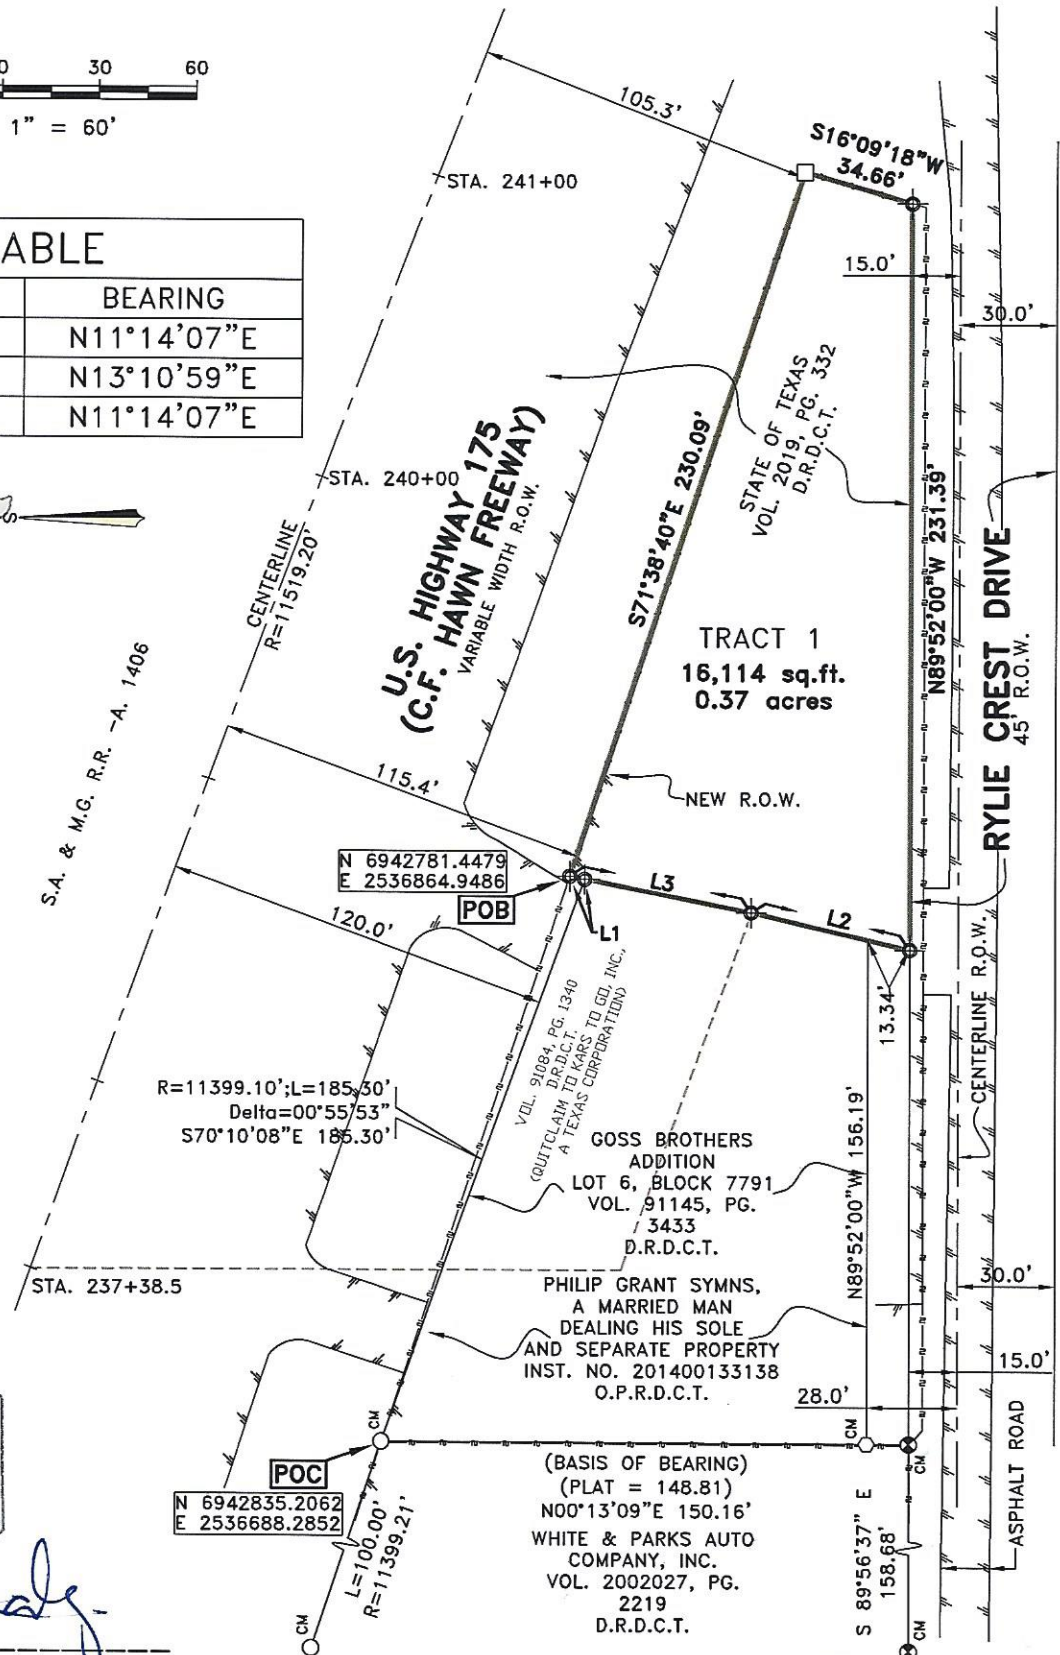 30 60
1" = 60'
ABLE
BEARING
N11°14'07"E
N13°10'59"E
N11°14'07"E
S
105.3'
S16°09'18"W
34.66'
STA. 241+00
15.0'
30.0'
STATE OF TEXAS
VOL. 2019, PG. 332
D.R.D.C.T.
STA. 240+00
CENTERLINE
R=11519.20'
U.S. HIGHWAY 175
(C.F. HAWN FREEWAY)
VARIABLE WIDTH R.O.W.
S71°38'40"E 230.09'
N89°52'00"W 231.39'
RYLIE CREST DRIVE
45' R.O.W.
TRACT 1
16,114 sq.ft.
0.37 acres
S.A. & M.G. R.R. -A. 1406
115.4'
NEW R.O.W.
N 6942781.4479
E 2536864.9486
POB
L3
L2
L1
120.0'
13.34'
CENTERLINE R.O.W.
VOL. 91084, PG. 1340
D.R.D.C.T.
(QUITCLAIM TO KARS TO GO, INC.,
A TEXAS CORPORATION)
R=11399.10';L=185.30'
Delta=00°55'53"
S70°10'08"E 185.30'
GOSS BROTHERS
ADDITION
LOT 6, BLOCK 7791
VOL. 91145, PG.
3433
D.R.D.C.T.
N89°52'00"W 156.19'
STA. 237+38.5
30.0'
PHILIP GRANT SYMNS,
A MARRIED MAN
DEALING HIS SOLE
AND SEPARATE PROPERTY
INST. NO. 201400133138
O.P.R.D.C.T.
15.0'
28.0'
CM
CM
CM
POC
N 6942835.2062
E 2536688.2852
(BASIS OF BEARING)
(PLAT = 148.81)
N00°13'09"E 150.16'
WHITE & PARKS AUTO
COMPANY, INC.
VOL. 2002027, PG.
2219
D.R.D.C.T.
L=100.00'
R=11399.21'
S 89°56'37" E
158.68'
ASPHALT ROAD
CM
CM